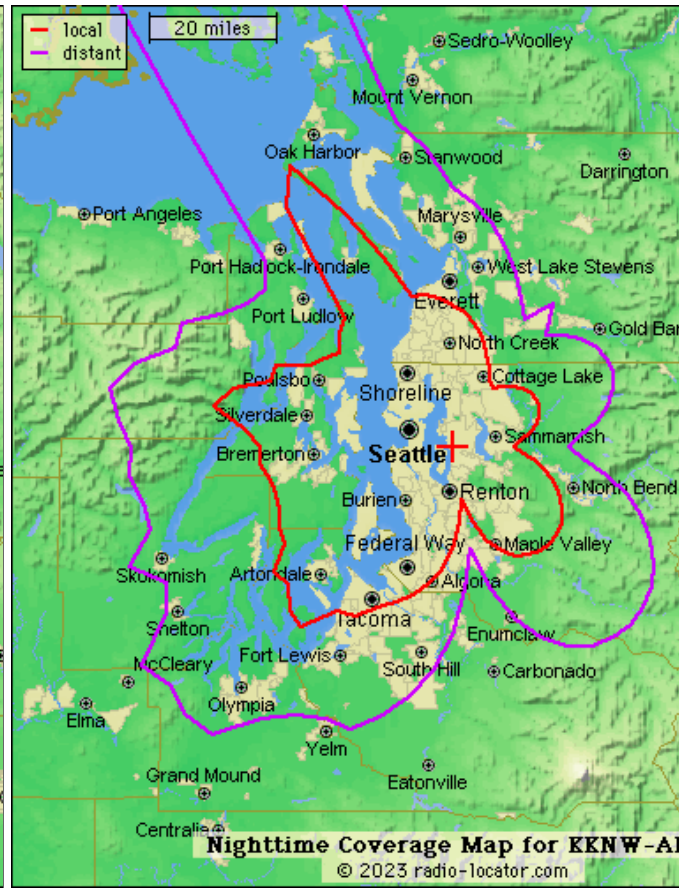 local
distant
20 miles
Sedro-Woolley
Mount Vernon
Oak Harbor
Stanwood
Darrington
Port Angeles
Marysville
Port Hadlock-Irondale
West Lake Stevens
Everett
Port Ludlow
Gold Bar
North Creek
Poulsbo
Cottage Lake
Shoreline
Silverdale
Seattle
Sammamish
Bremerton
Burien
Renton
North Bend
Federal Way
Maple Valley
Skokomish
Artondale
Algona
Shelton
Tacoma
Enumclaw
McCleary
Fort Lewis
South Hill
Carbonado
Elma
Olympia
Yelm
Eatonville
Grand Mound
Centralia
Nighttime Coverage Map for KKNW-A
© 2023 radio-locator.com